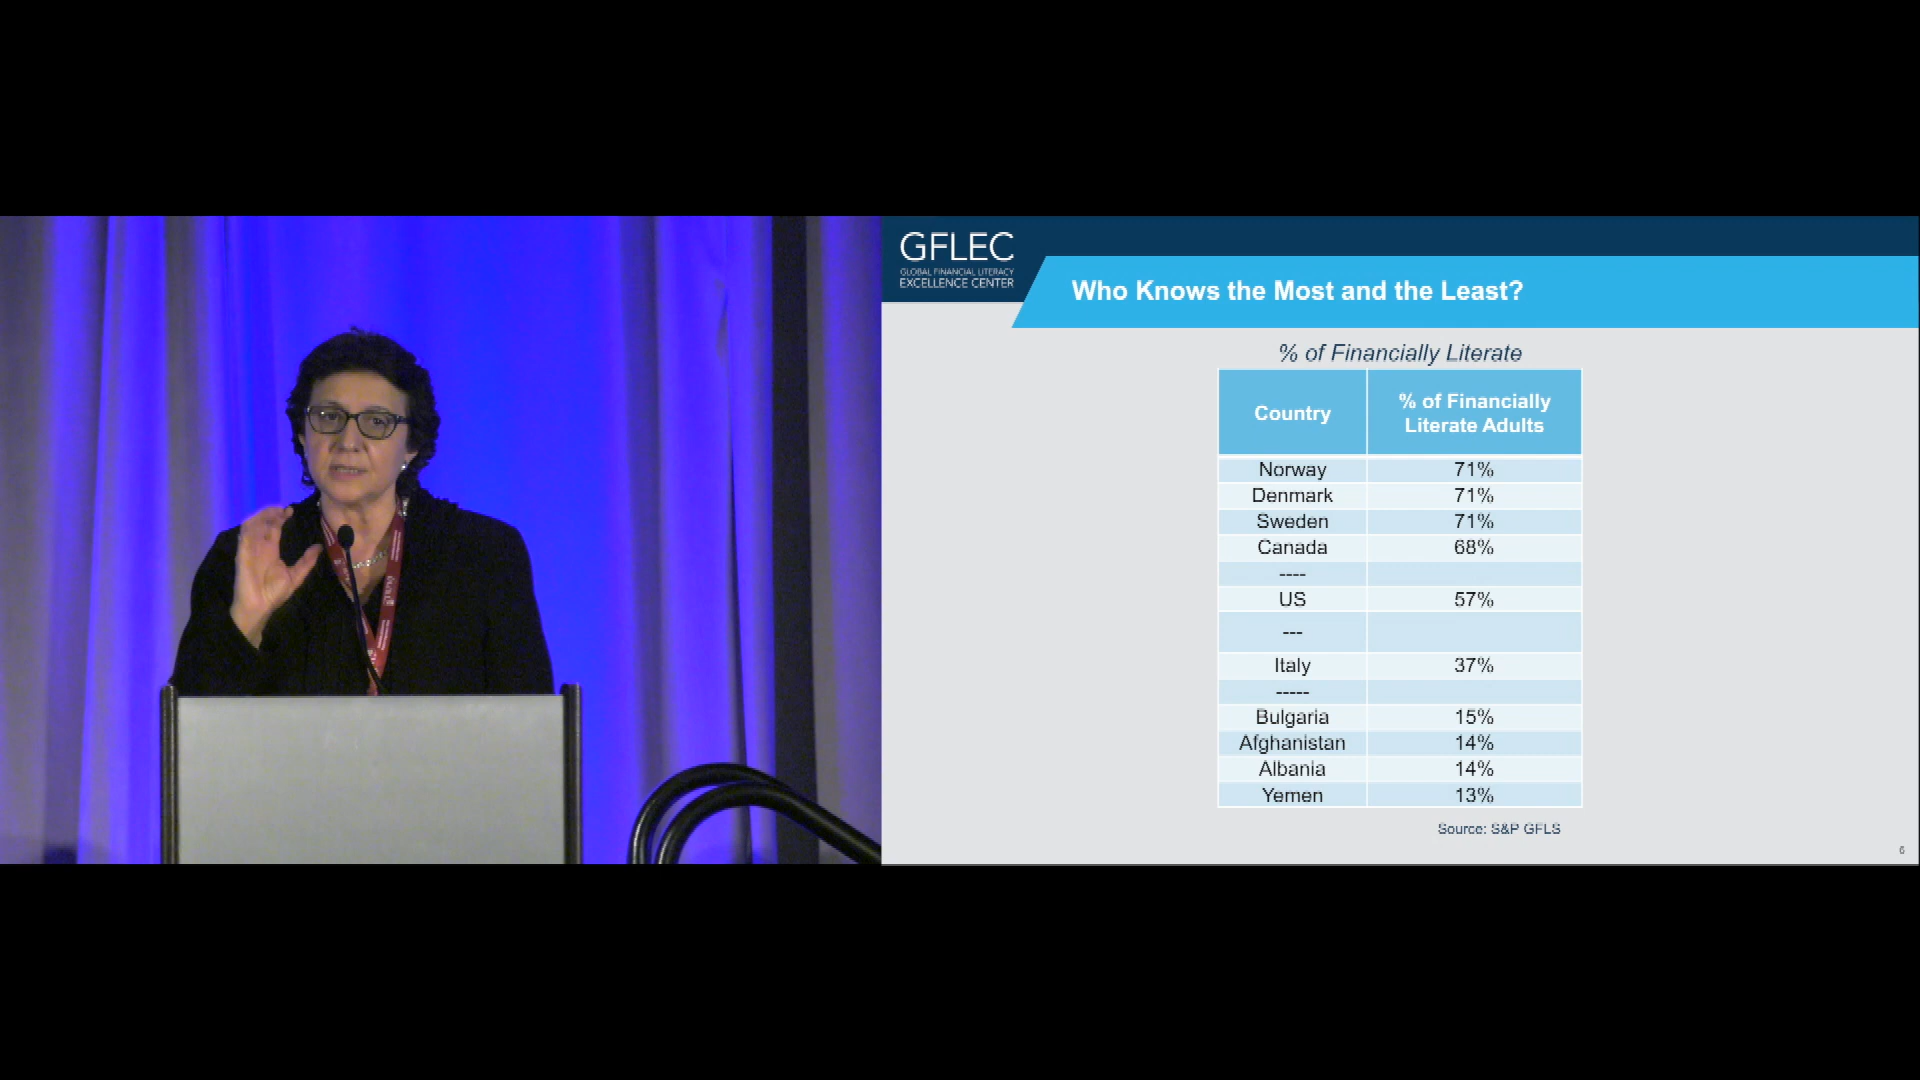 GFLEC
GLOBAL FINANCIAL LITERACY
EXCELLENCE CENTER
Who Knows the Most and the Least?
% of Financially Literate
Country % of Financially Literate Adults
Norway 71%
Denmark 71%
Sweden 71%
Canada 68%
----
US 57%
---
Italy 37%
-----
Bulgaria 15%
Afghanistan 14%
Albania 14%
Yemen 13%
Source: S&P GFLS
6